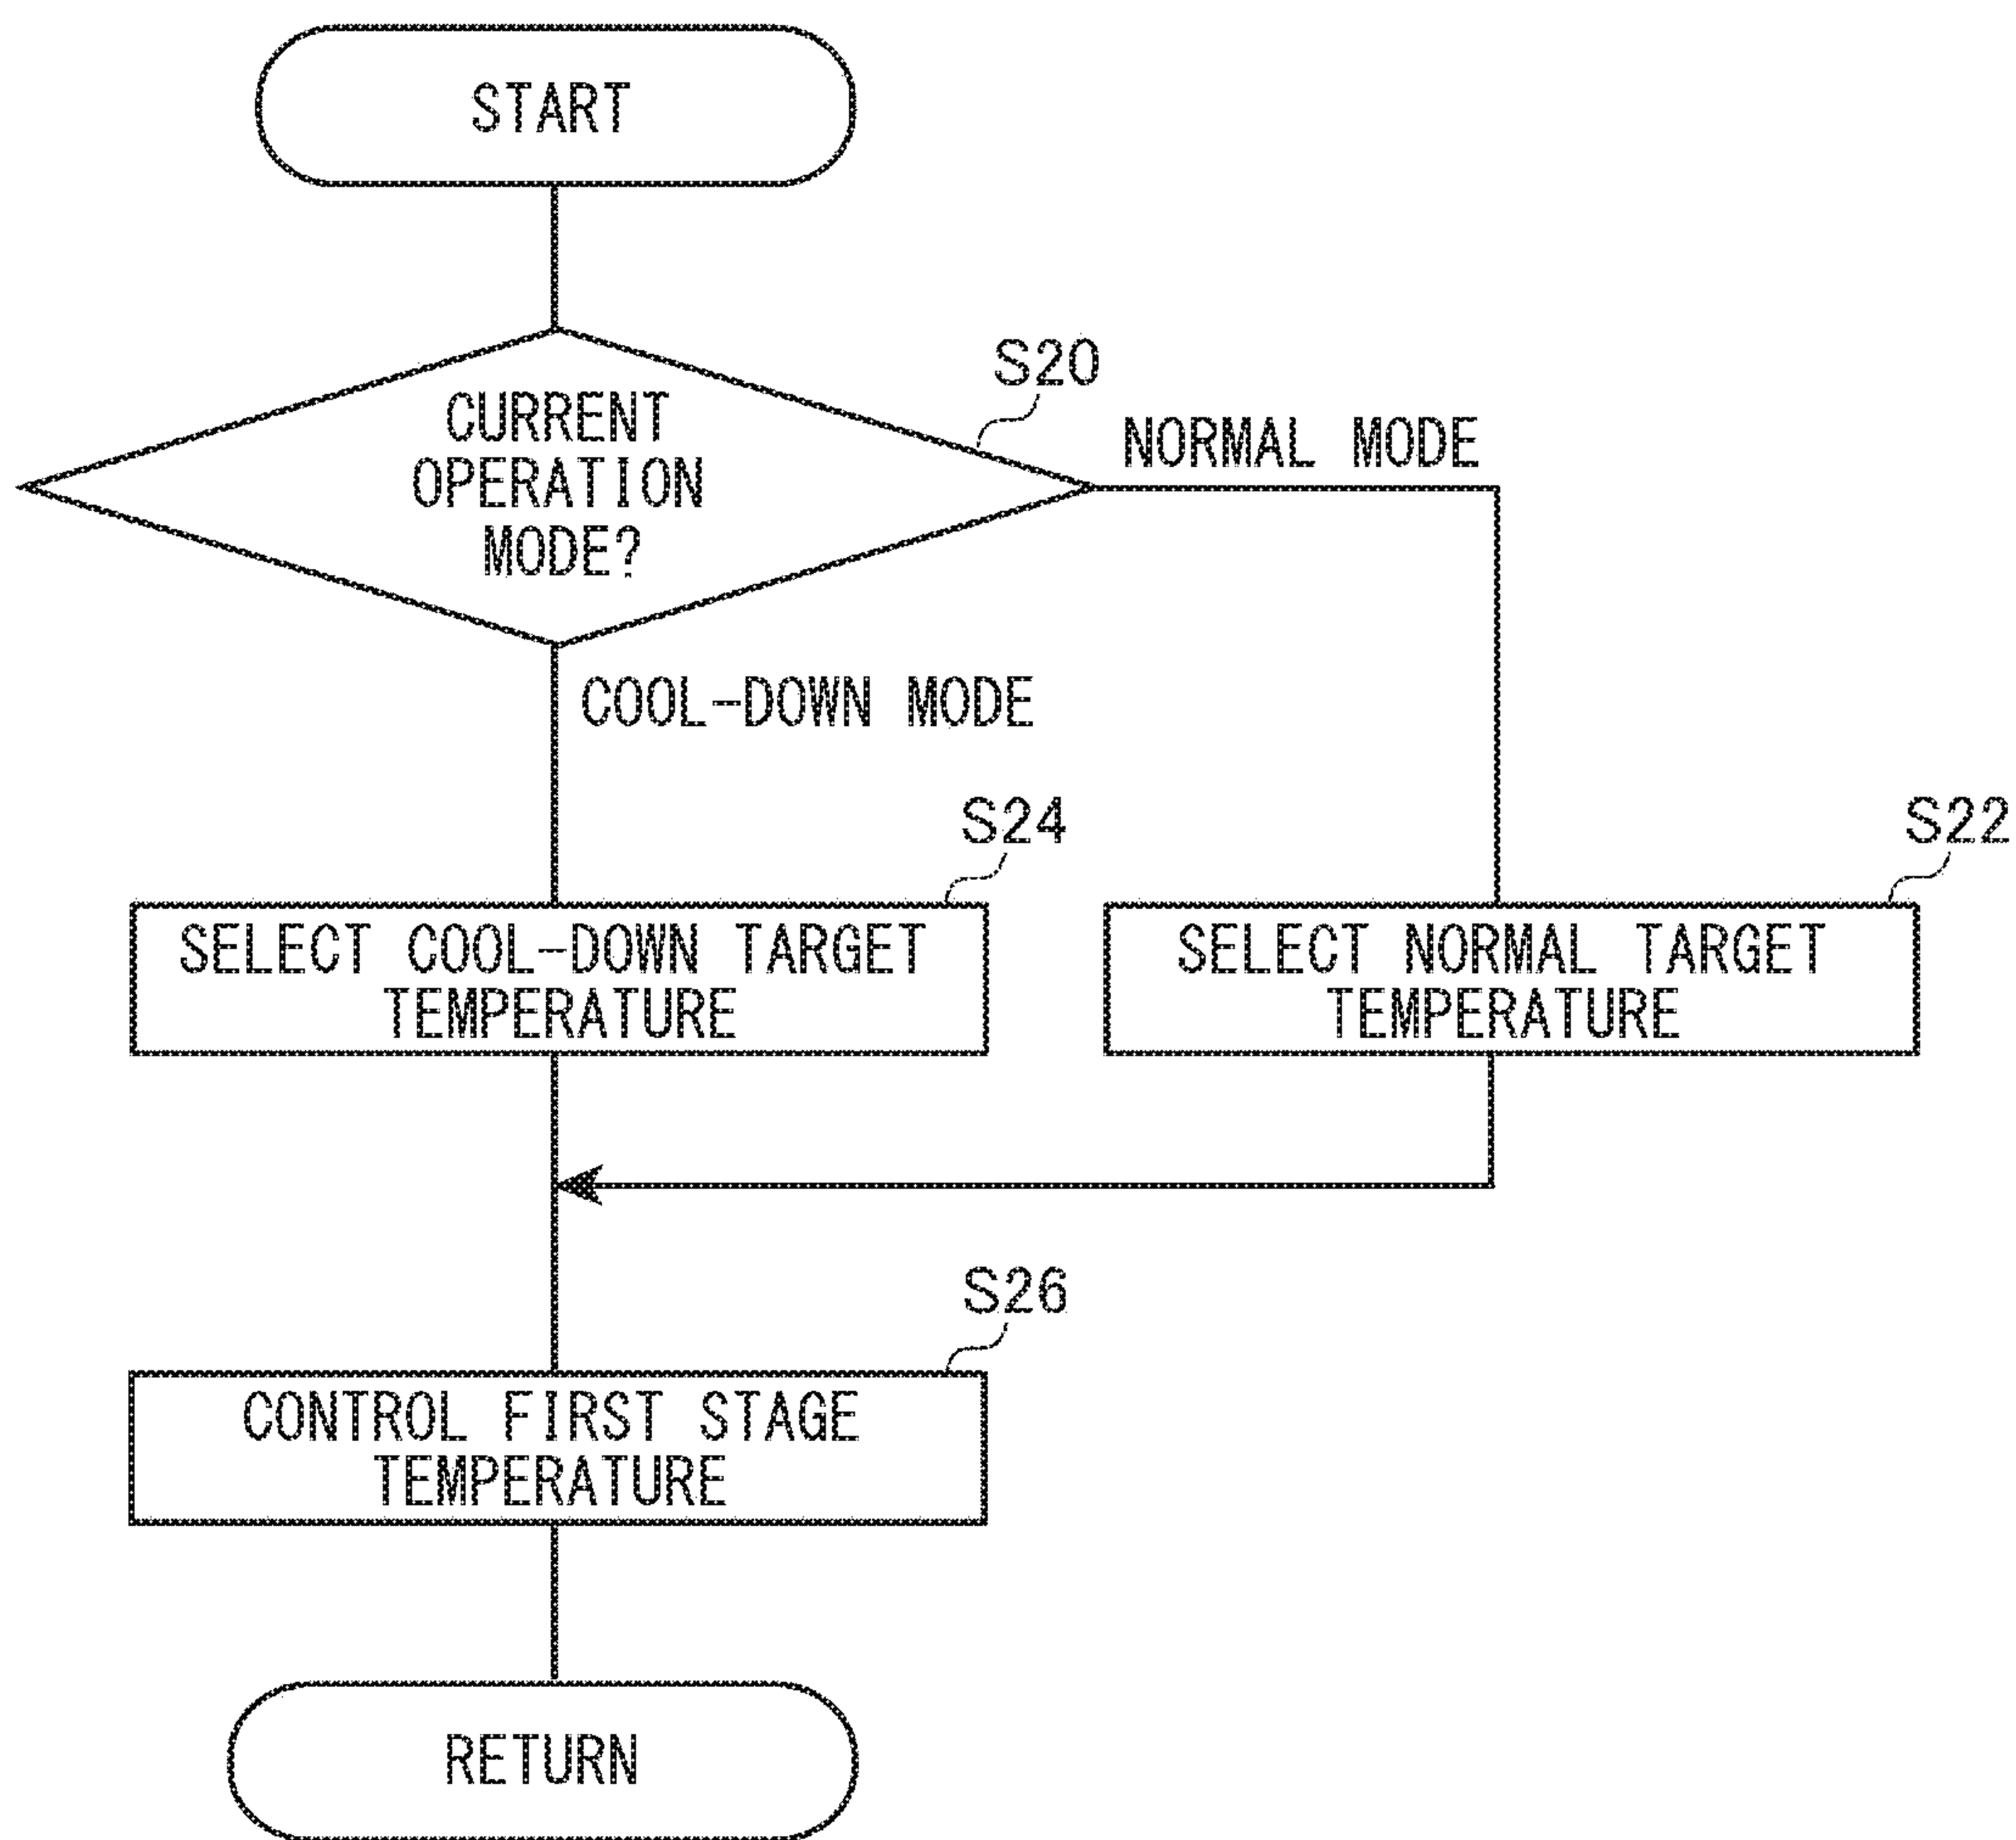 START
S20
CURRENT
OPERATION
MODE?
NORMAL MODE
COOL-DOWN MODE
S24
S22
SELECT COOL-DOWN TARGET
TEMPERATURE
SELECT NORMAL TARGET
TEMPERATURE
S26
CONTROL FIRST STAGE
TEMPERATURE
RETURN